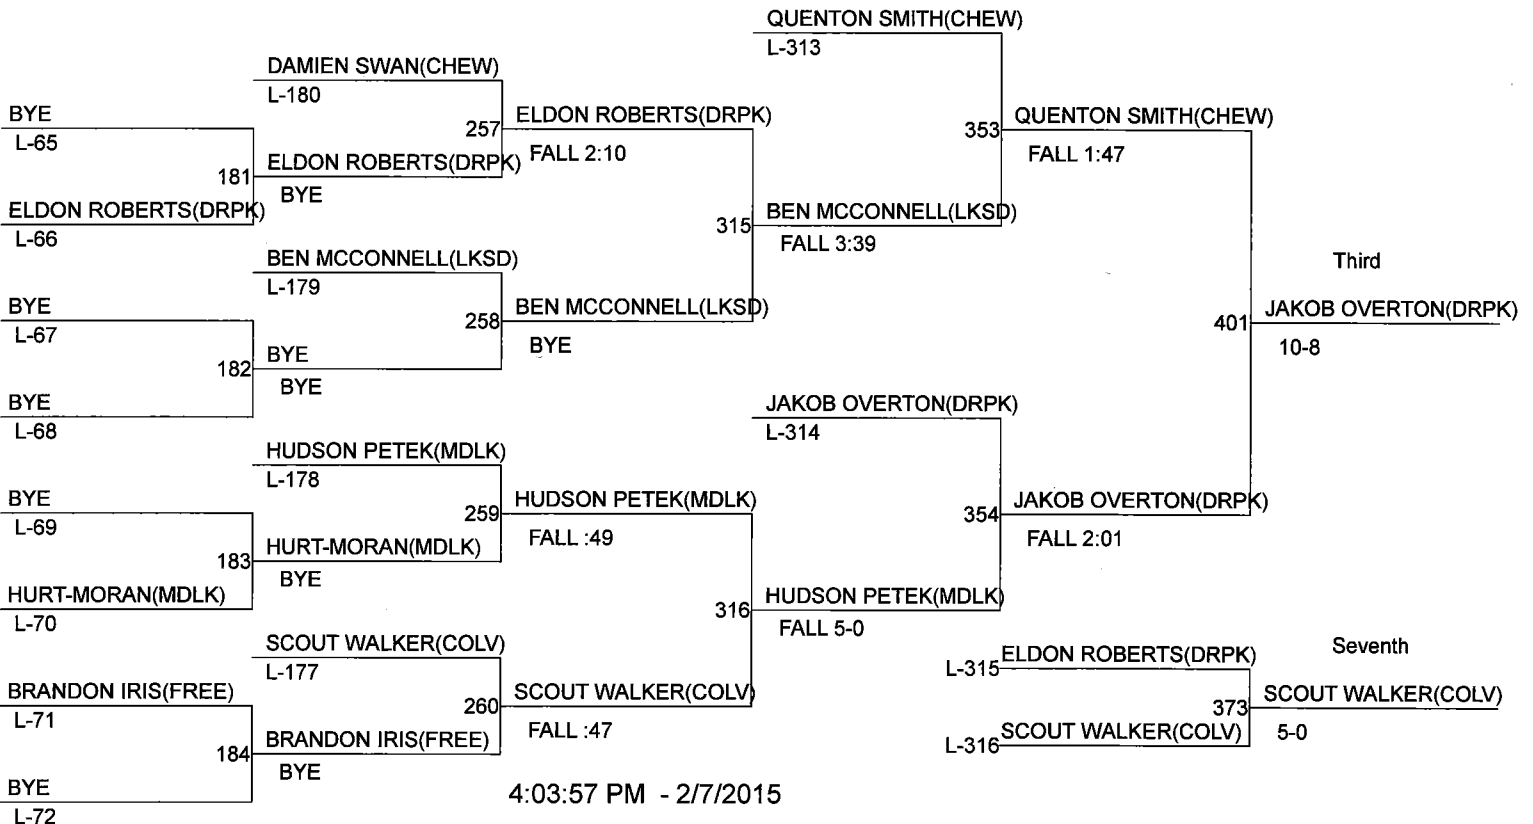 QUENTON SMITH(CHEW)
L-313
DAMIEN SWAN(CHEW)
L-180
BYE
L-65
257
ELDON ROBERTS(DRPK)
FALL 2:10
353
QUENTON SMITH(CHEW)
FALL 1:47
181
ELDON ROBERTS(DRPK)
BYE
ELDON ROBERTS(DRPK)
L-66
315
BEN MCCONNELL(LKSD)
FALL 3:39
BEN MCCONNELL(LKSD)
L-179
Third
BYE
L-67
258
BEN MCCONNELL(LKSD)
BYE
401
JAKOB OVERTON(DRPK)
10-8
182
BYE
BYE
BYE
L-68
JAKOB OVERTON(DRPK)
L-314
HUDSON PETEK(MDLK)
L-178
BYE
L-69
259
HUDSON PETEK(MDLK)
FALL :49
354
JAKOB OVERTON(DRPK)
FALL 2:01
183
HURT-MORAN(MDLK)
BYE
HURT-MORAN(MDLK)
L-70
316
HUDSON PETEK(MDLK)
FALL 5-0
SCOUT WALKER(COLV)
L-177
Seventh
L-315
ELDON ROBERTS(DRPK)
BRANDON IRIS(FREE)
L-71
260
SCOUT WALKER(COLV)
FALL :47
373
SCOUT WALKER(COLV)
5-0
L-316
SCOUT WALKER(COLV)
184
BRANDON IRIS(FREE)
BYE
BYE
L-72
4:03:57 PM - 2/7/2015